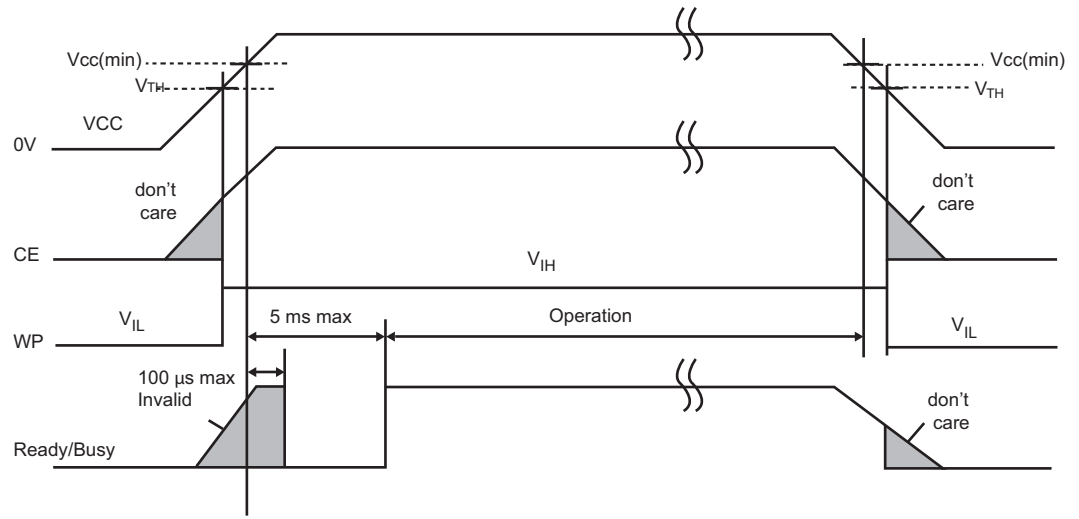 Vcc(min)
Vcc(min)
VTH
VTH
VCC
0V
don't
care
don't
care
CE
VIH
5 ms max
Operation
VIL
VIL
WP
100 μs max
Invalid
don't
care
Ready/Busy